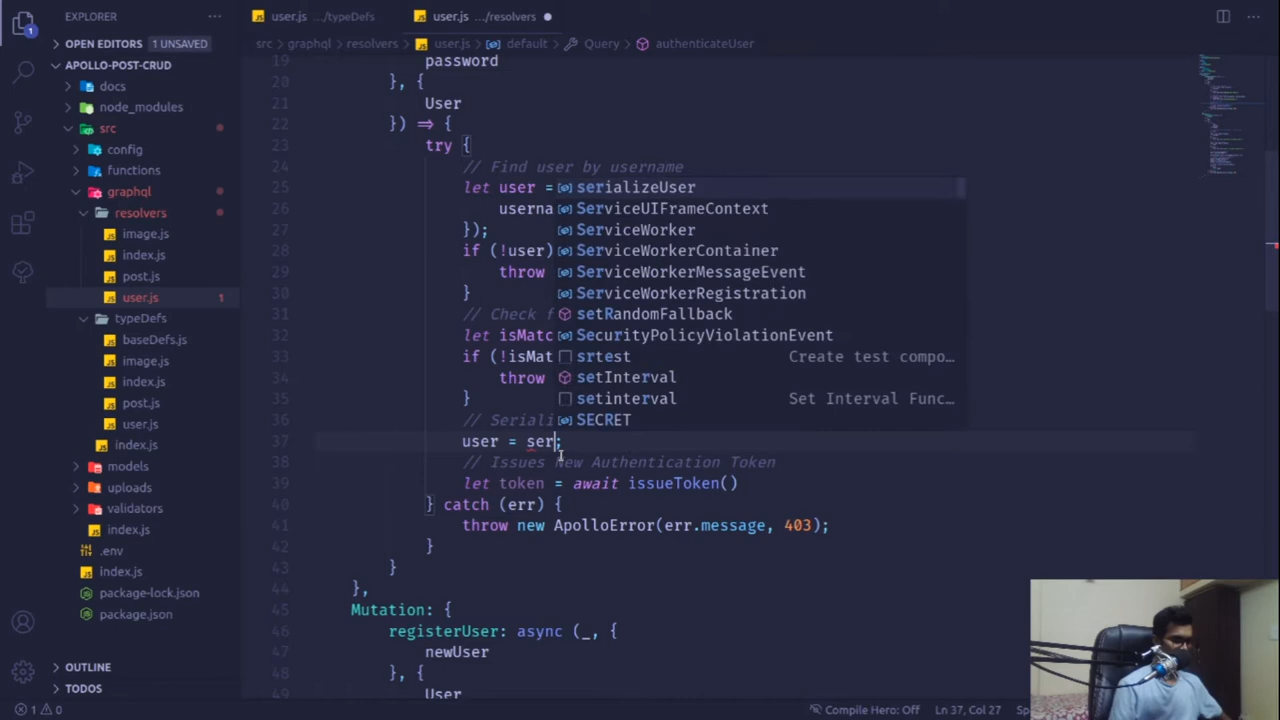 EXPLORER
OPEN EDITORS 1 UNSAVED
APOLLO-POST-CRUD
docs
node_modules
src
config
functions
graphql
resolvers
image.js
index.js
post.js
user.js 1
typeDefs
baseDefs.js
image.js
index.js
post.js
user.js
index.js
models
uploads
validators
index.js
.env
index.js
package-lock.json
package.json
OUTLINE
TODOS
user.js .../typeDefs
user.js .../resolvers
src > graphql > resolvers > user.js > default > Query > authenticateUser
19 password
20 }, {
21 User
22 }) => {
23 try {
24 // Find user by username
25 let user =
26 userna
27 });
28 if (!user)
29 throw
30 }
31 // Check f
32 let isMatc
33 if (!isMat
34 throw
35 }
36 // Seriali
37 user = ser;
38 // Issues New Authentication Token
39 let token = await issueToken()
40 } catch (err) {
41 throw new ApolloError(err.message, 403);
42 }
43 }
44 },
45 Mutation: {
46 registerUser: async (_, {
47 newUser
48 }, {
49 User
serializeUser
ServiceUIFrameContext
ServiceWorker
ServiceWorkerContainer
ServiceWorkerMessageEvent
ServiceWorkerRegistration
setRandomFallback
SecurityPolicyViolationEvent
srtest Create test compo…
setInterval
setinterval Set Interval Func…
SECRET
1 0
Compile Hero: Off Ln 37, Col 27 Sp